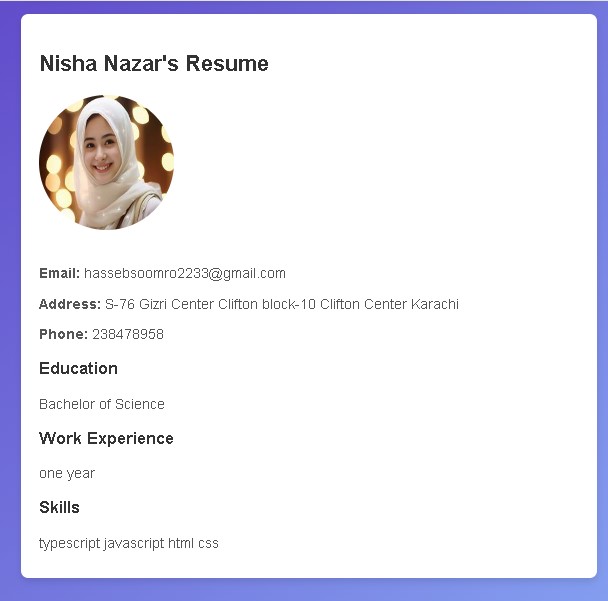 Nisha Nazar's Resume
Email: hassebsoomro2233@gmail.com
Address: S-76 Gizri Center Clifton block-10 Clifton Center Karachi
Phone: 238478958
Education
Bachelor of Science
Work Experience
one year
Skills
typescript javascript html css